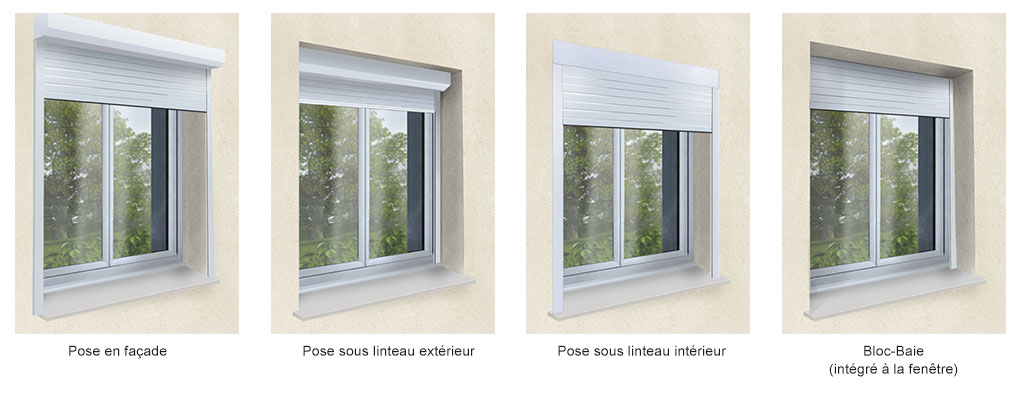 Pose en façade
Pose sous linteau extérieur
Pose sous linteau intérieur
Bloc-Baie
(intégré à la fenêtre)